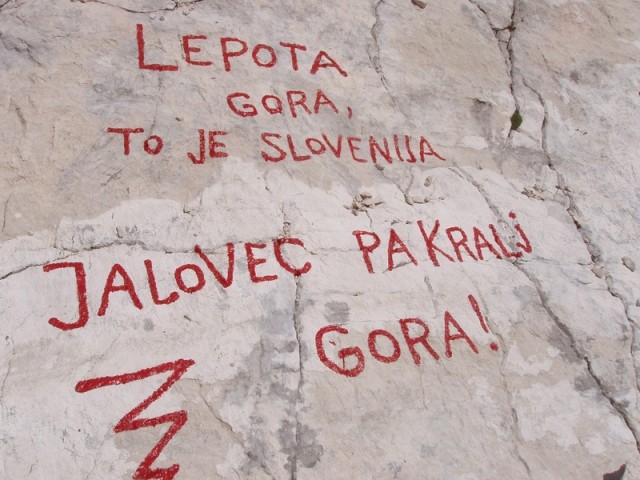 LEPOTA
GORA,
TO JE SLOVENIJA
JALOVEC PA KRALj
GORA!